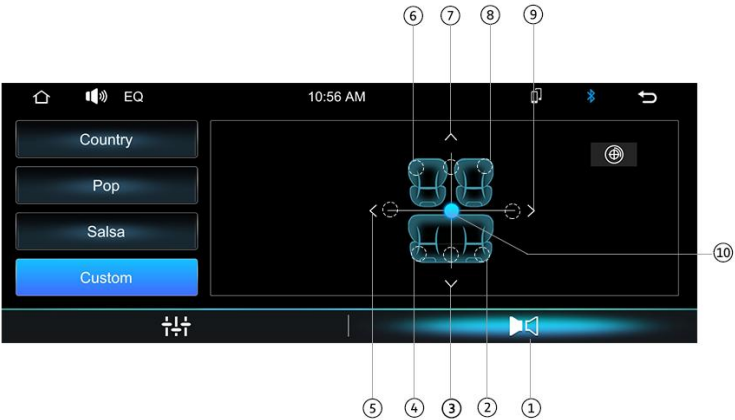 ⑥ ⑦ ⑧ ⑨
EQ 10:56 AM
Country
Pop
Salsa
⑩
Custom
⑤ ④ ③ ② ①